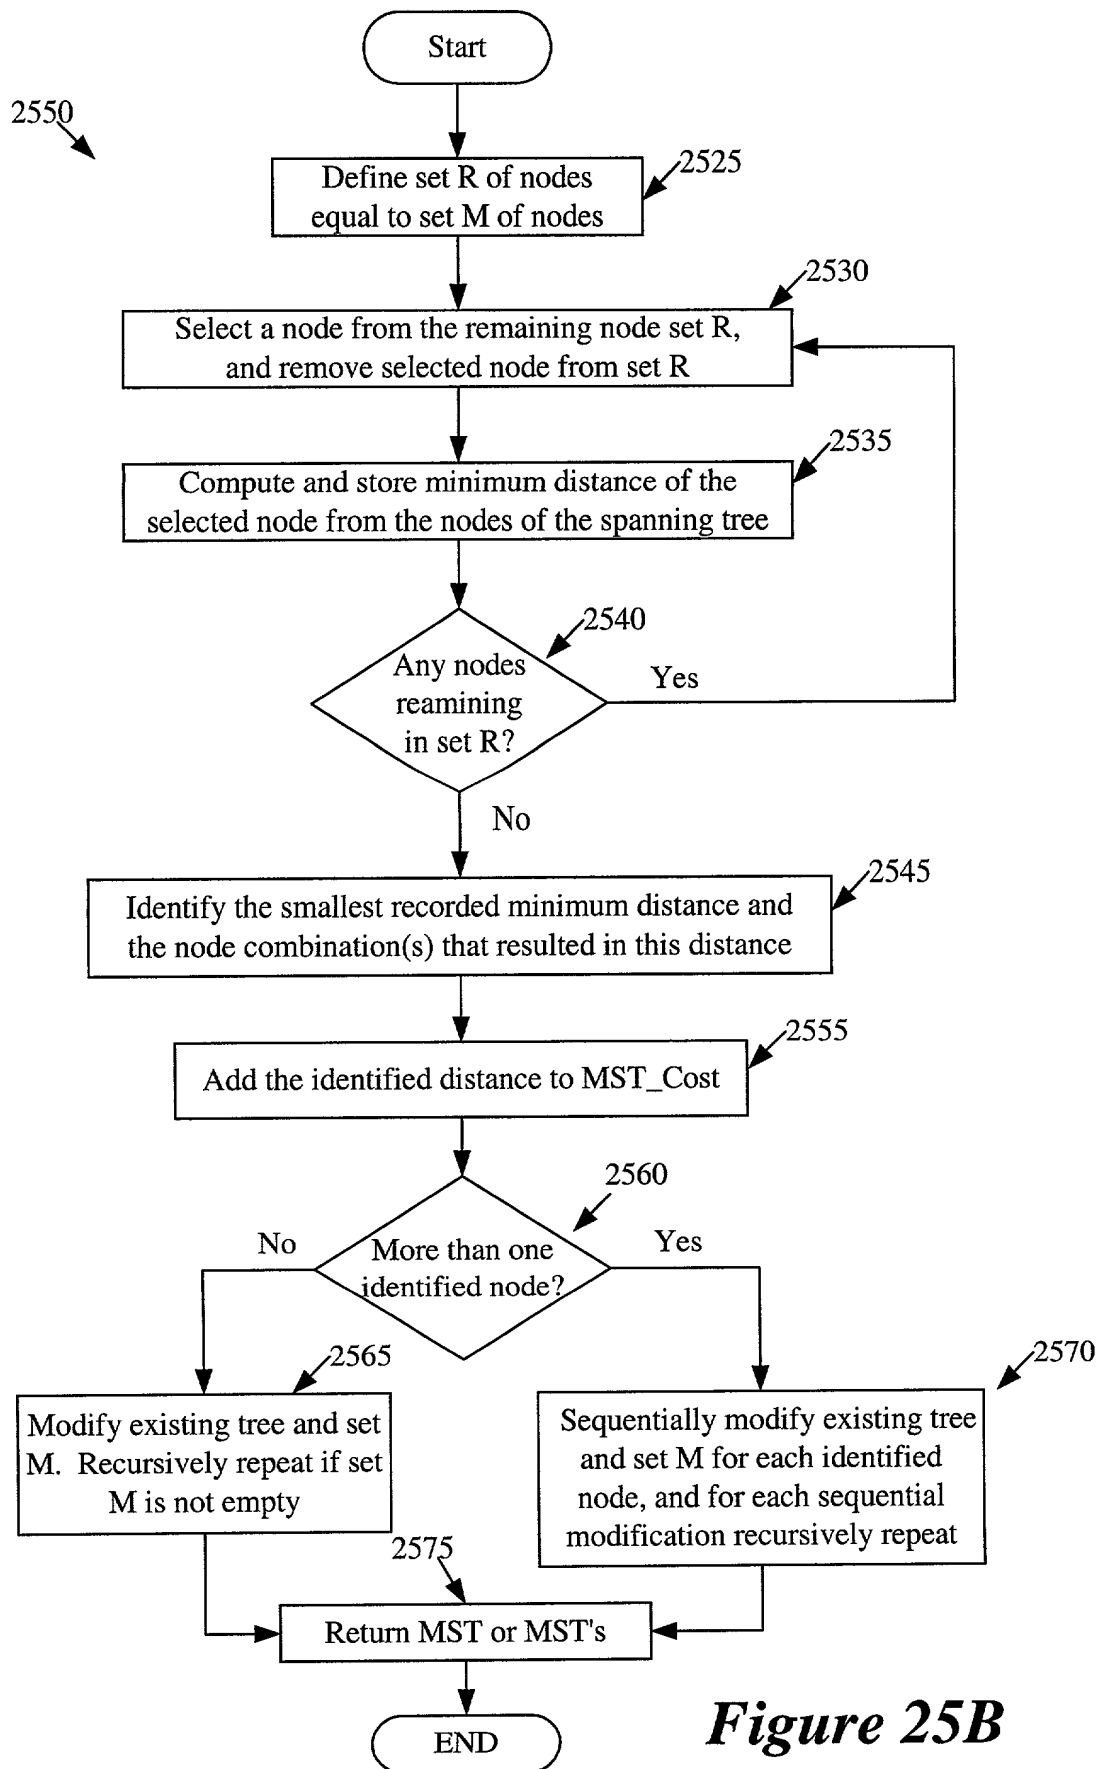 Start
2550
2525
Define set R of nodes
equal to set M of nodes
2530
Select a node from the remaining node set R,
and remove selected node from set R
2535
Compute and store minimum distance of the
selected node from the nodes of the spanning tree
2540
Any nodes
reamining
in set R?
Yes
No
2545
Identify the smallest recorded minimum distance and
the node combination(s) that resulted in this distance
2555
Add the identified distance to MST_Cost
2560
No
More than one
identified node?
Yes
2565
Modify existing tree and set
M. Recursively repeat if set
M is not empty
2570
Sequentially modify existing tree
and set M for each identified
node, and for each sequential
modification recursively repeat
2575
Return MST or MST's
END
Figure 25B